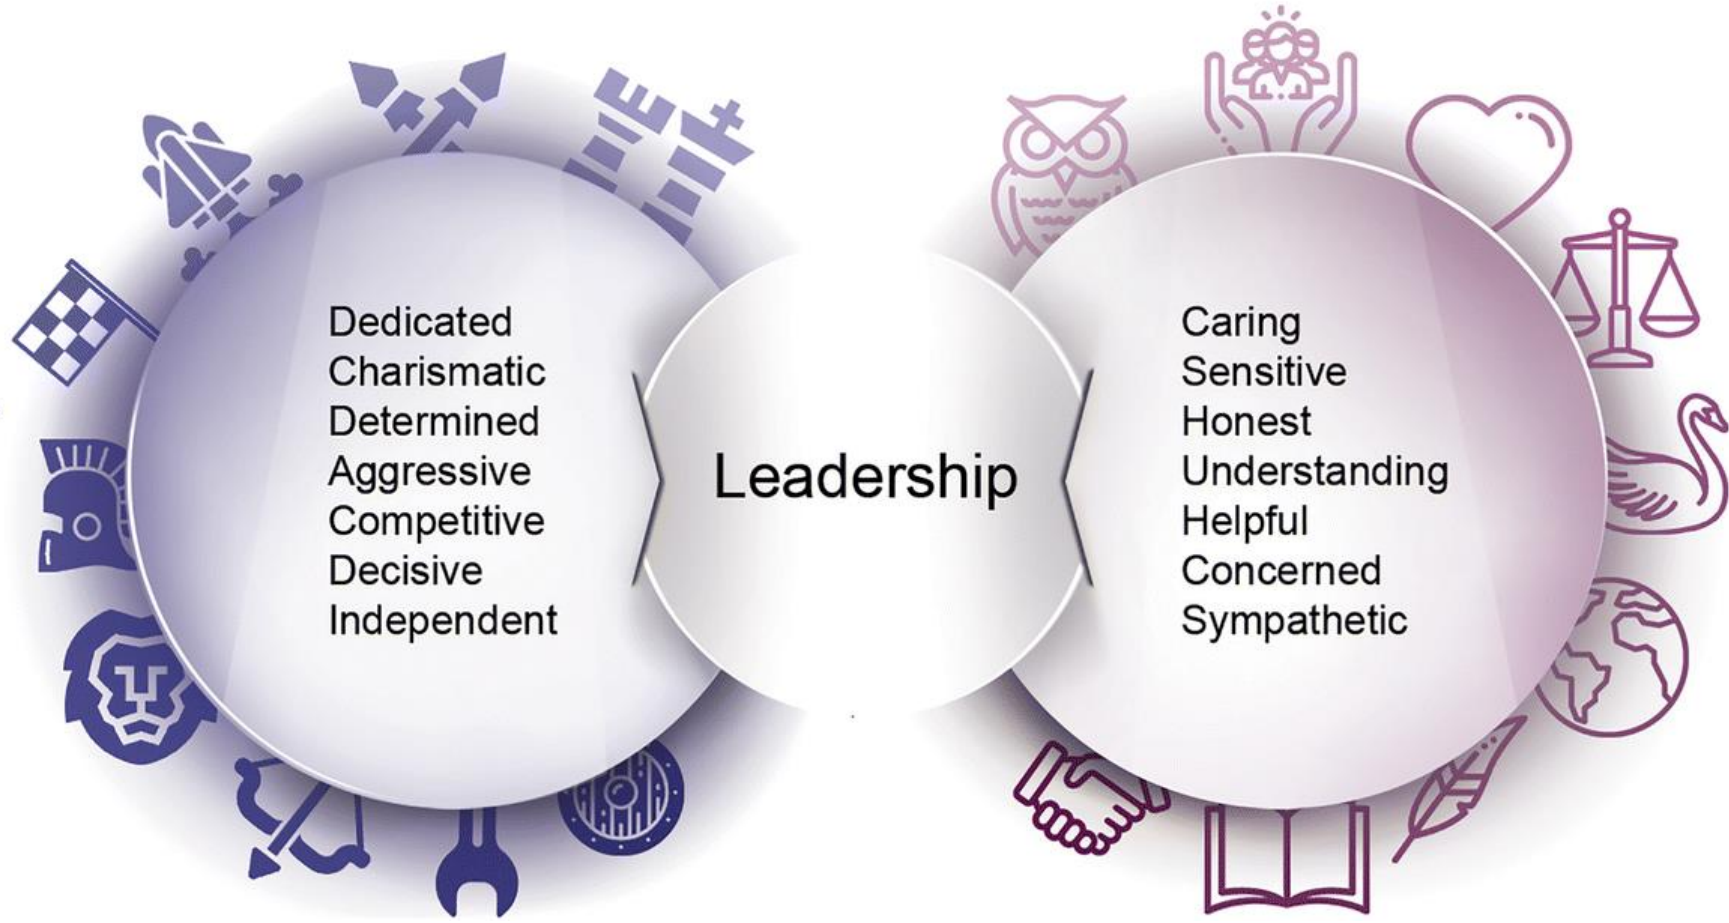 Dedicated
Charismatic
Determined
Aggressive
Competitive
Decisive
Independent
Leadership
Caring
Sensitive
Honest
Understanding
Helpful
Concerned
Sympathetic